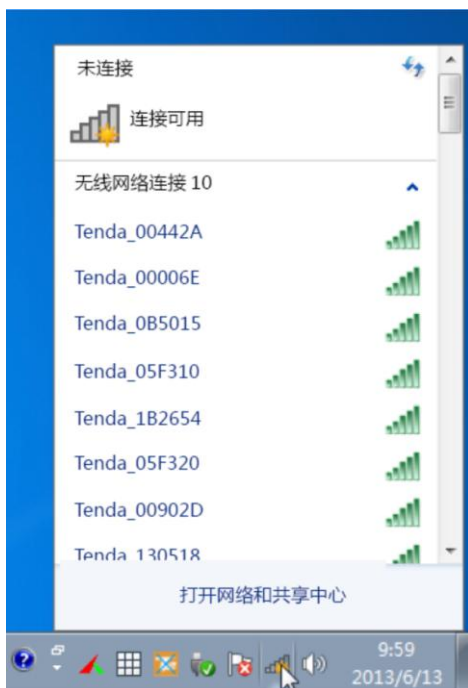 未连接
连接可用
无线网络连接 10
Tenda_00442A
Tenda_00006E
Tenda_0B5015
Tenda_05F310
Tenda_1B2654
Tenda_05F320
Tenda_00902D
Tenda_130518
打开网络和共享中心
9:59
2013/6/13